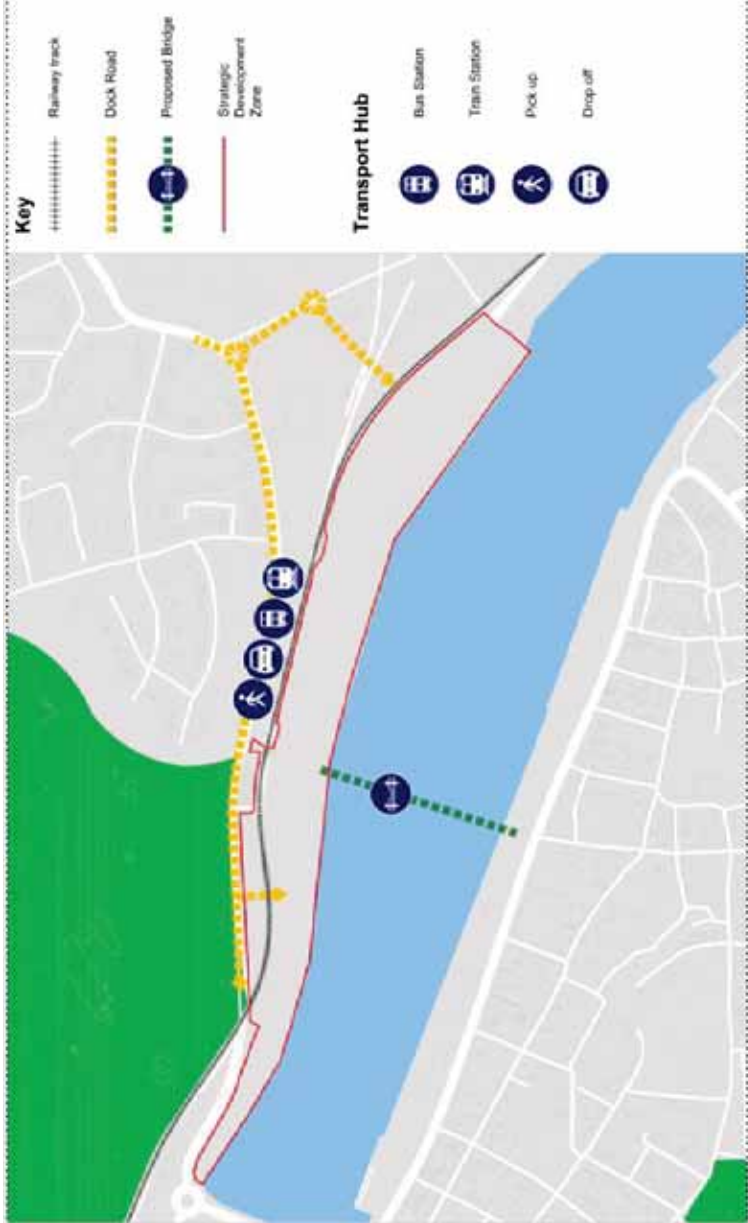 Key
Railway track
Dock Road
Proposed Bridge
Strategic
Development
Zone
Transport Hub
Bus Station
Train Station
Pick up
Drop off